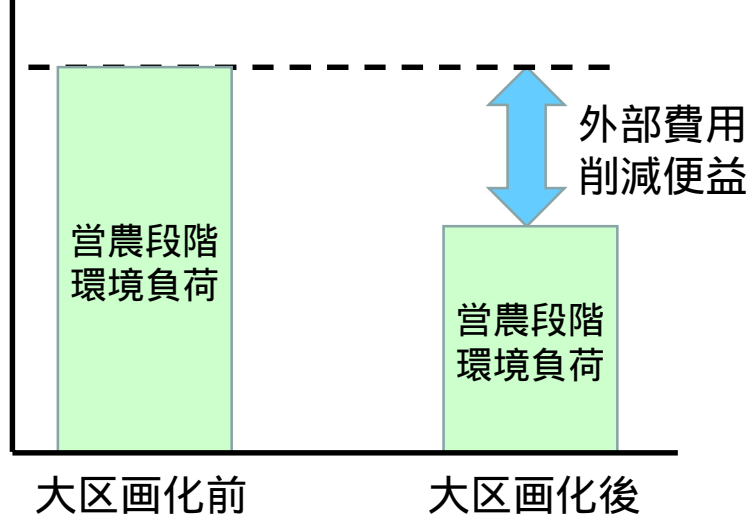 外部費用
削減便益
営農段階
環境負荷
営農段階
環境負荷
大区画化前
大区画化後